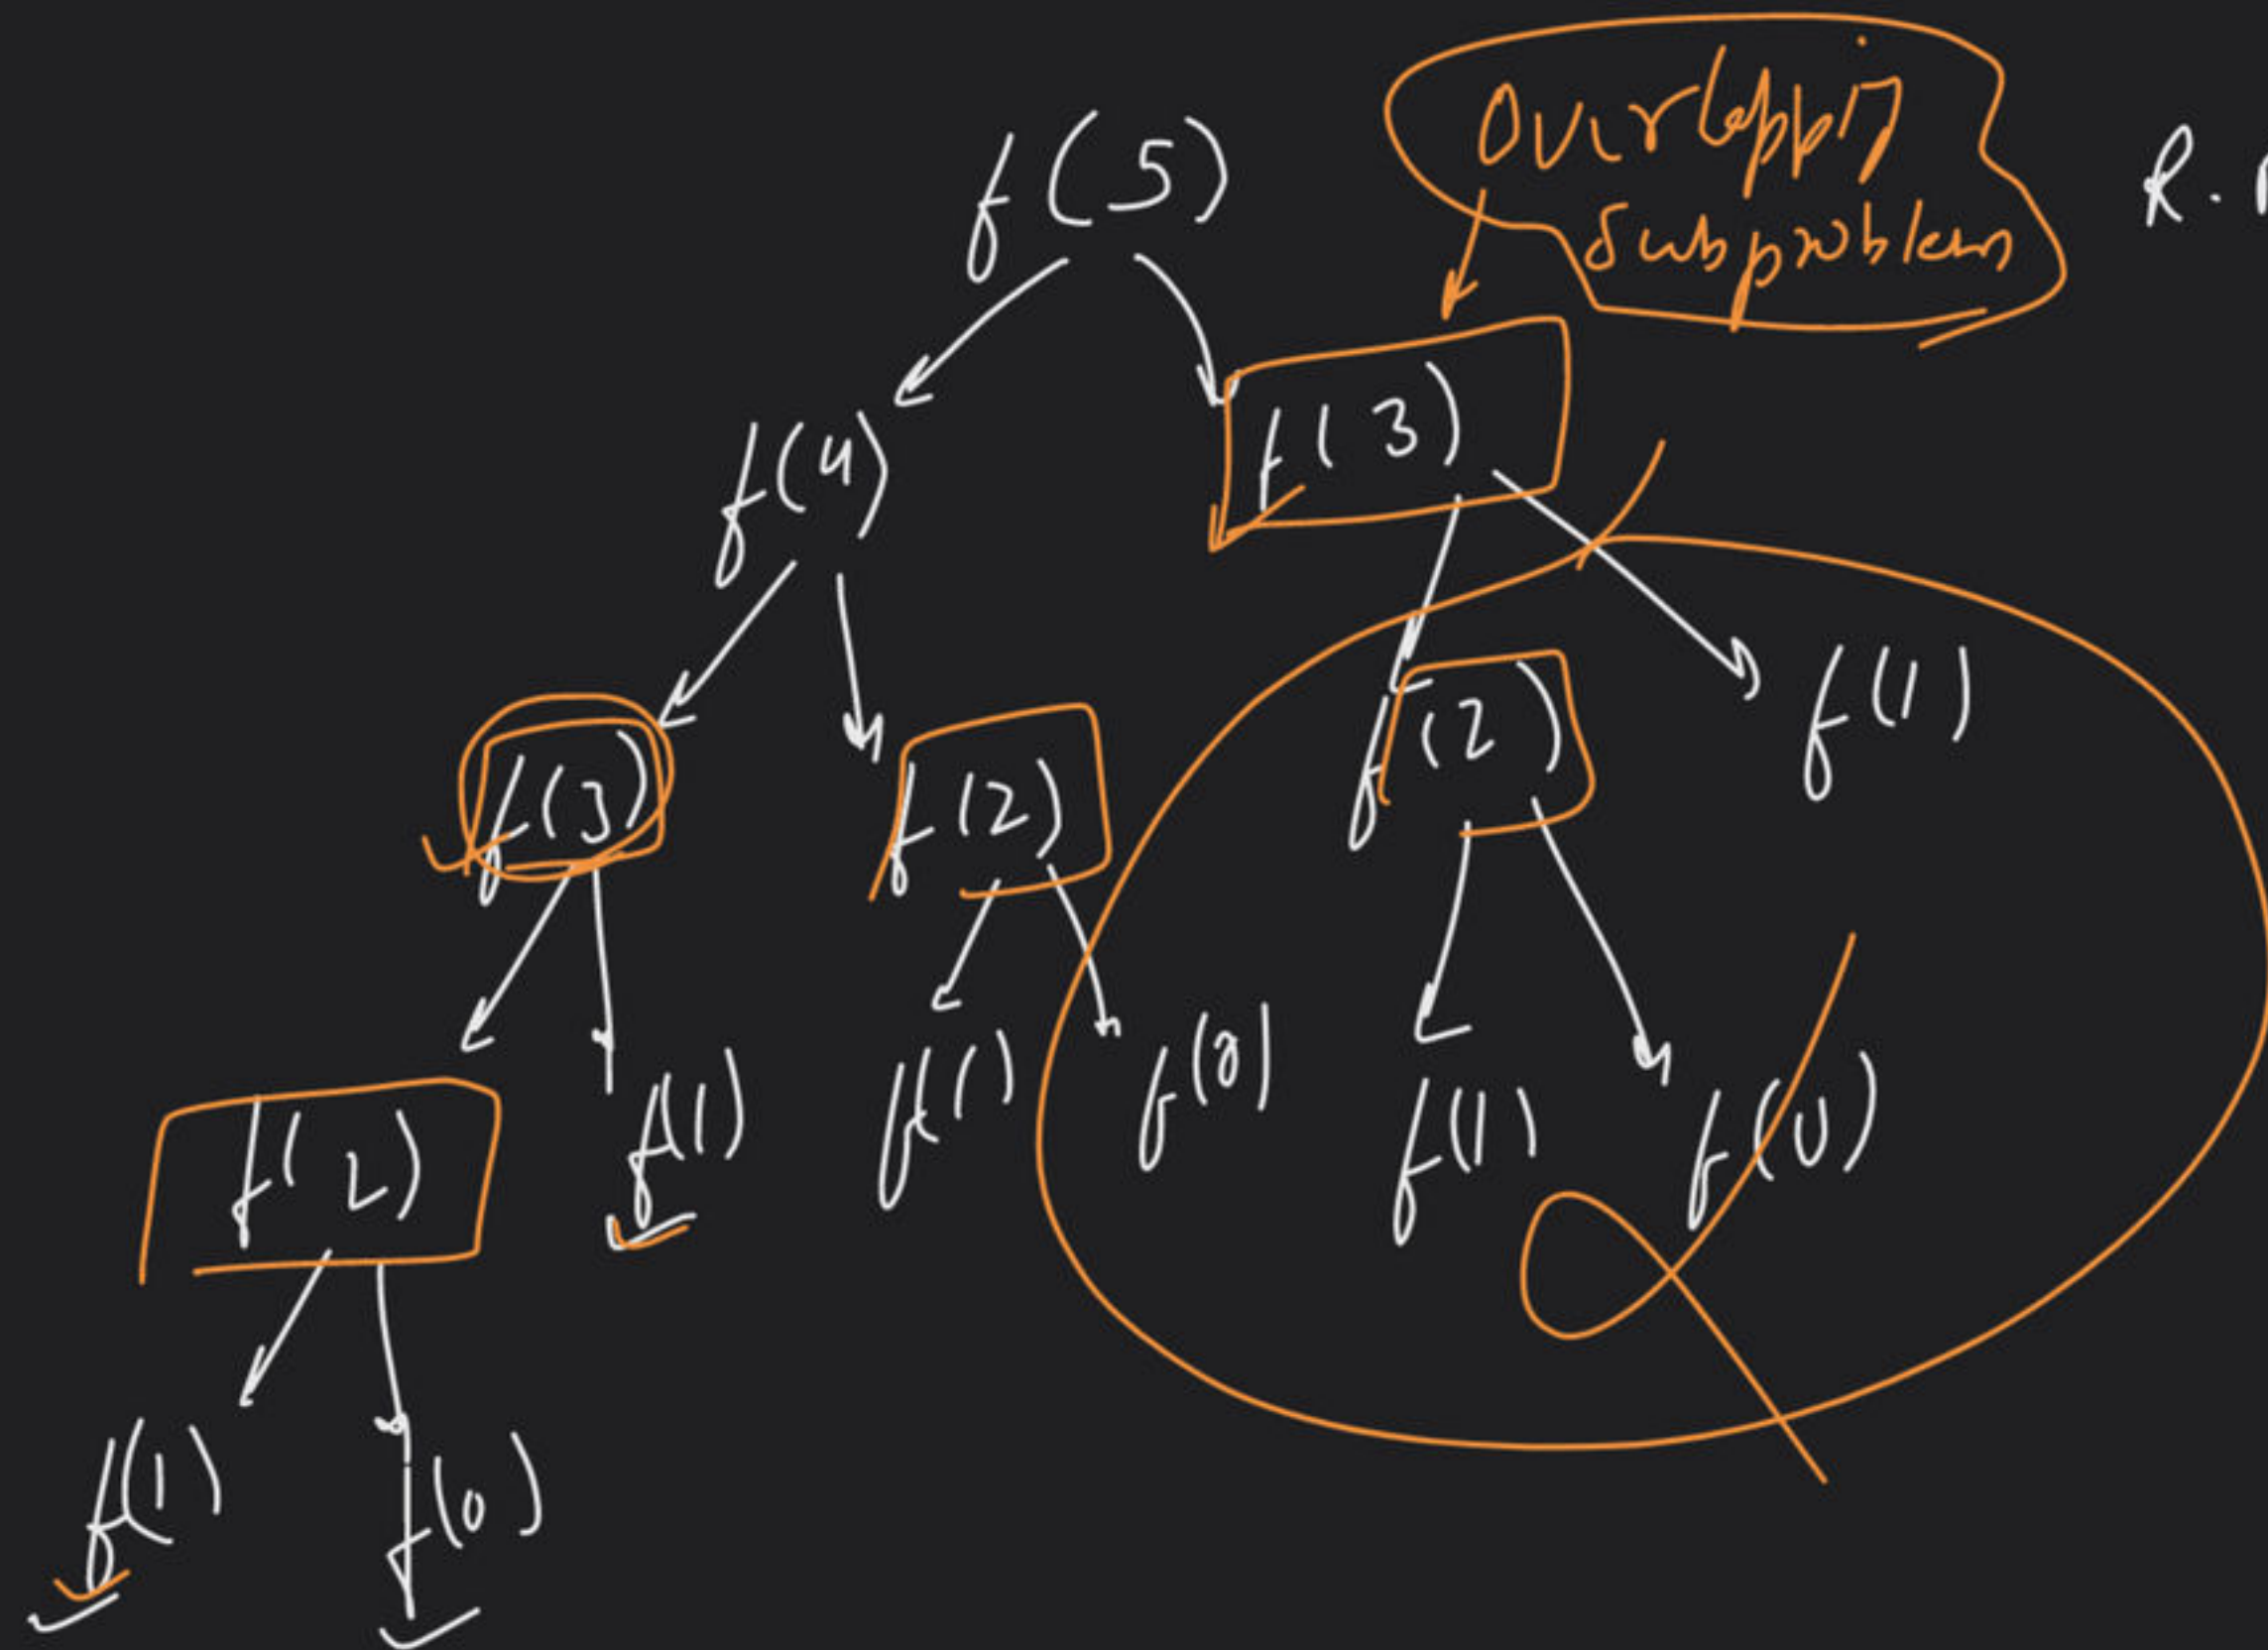 Overlapping
Subproblem
R.
f(5)
f(4)
f(3)
f(3)
f(2)
f(2)
f(1)
f(2)
f(1)
f(1)
f(0)
f(1)
f(0)
f(1)
f(0)